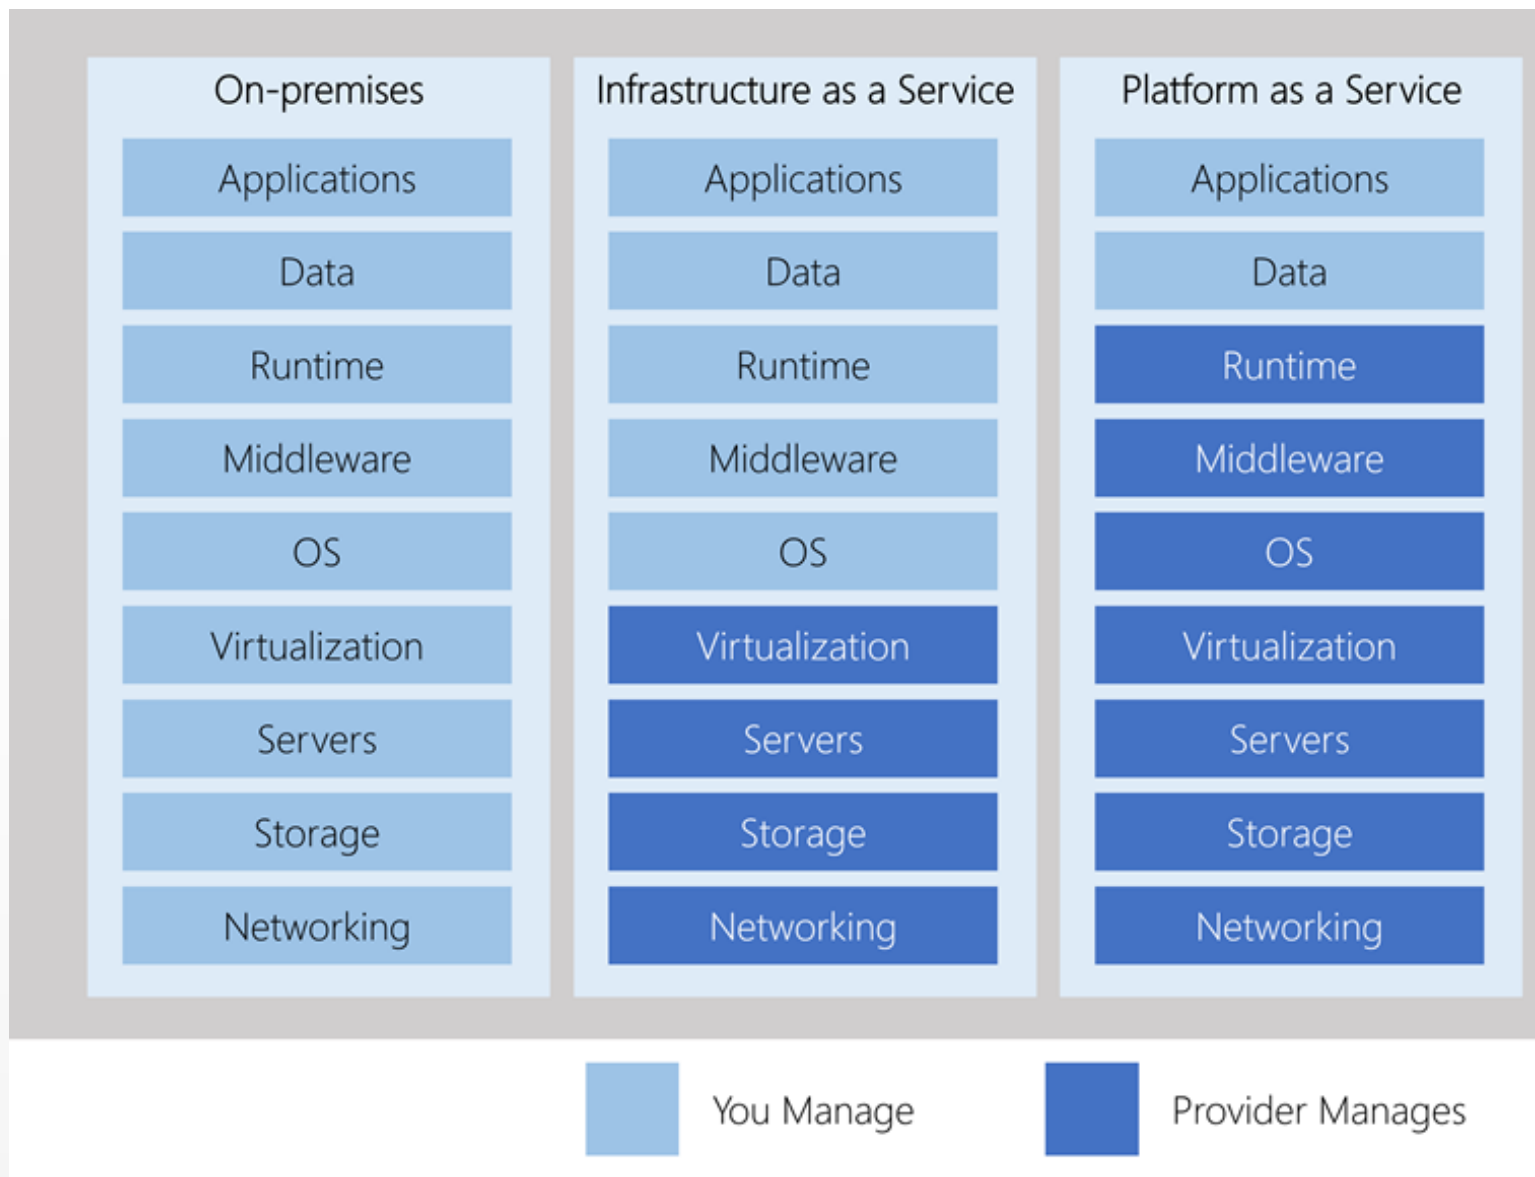 On-premises
Applications
Data
Runtime
Middleware
OS
Virtualization
Servers
Storage
Networking
Infrastructure as a Service
Applications
Data
Runtime
Middleware
OS
Virtualization
Servers
Storage
Networking
Platform as a Service
Applications
Data
Runtime
Middleware
OS
Virtualization
Servers
Storage
Networking
You Manage
Provider Manages